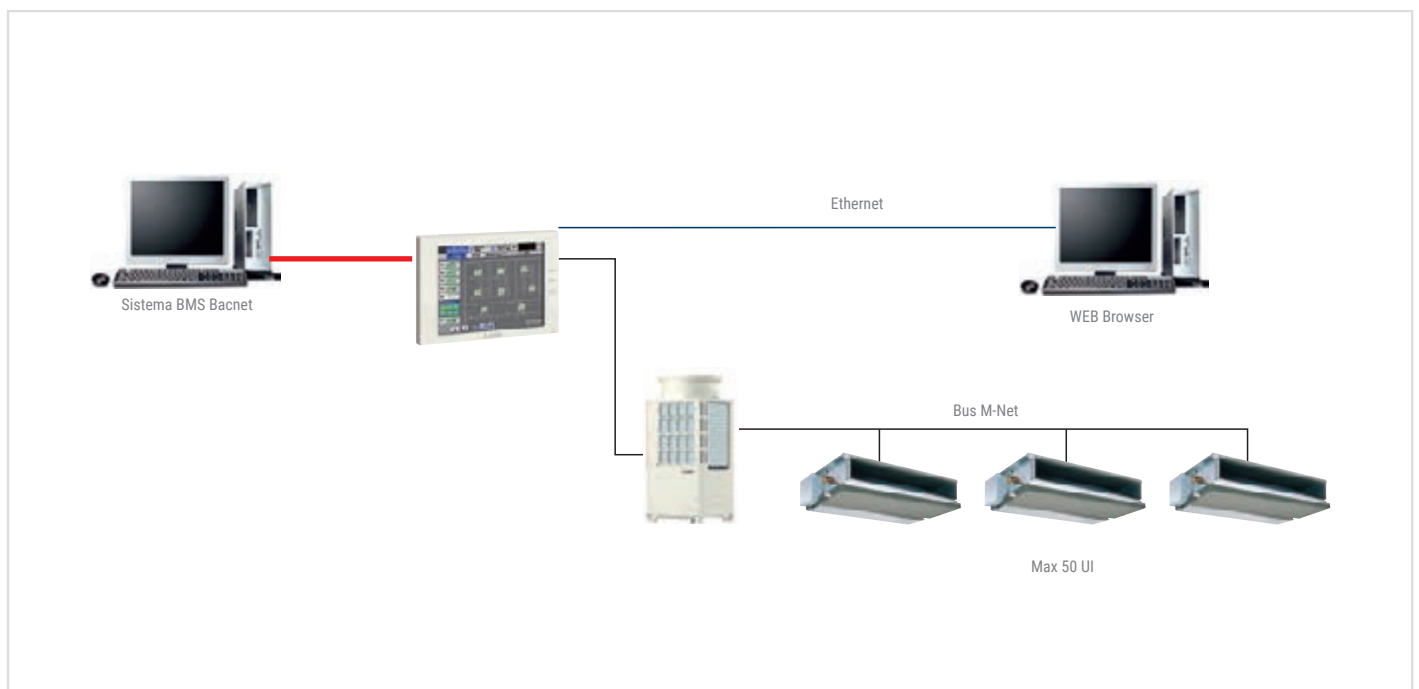 Ethernet
Sistema BMS Bacnet
WEB Browser
Bus M-Net
Max 50 UI